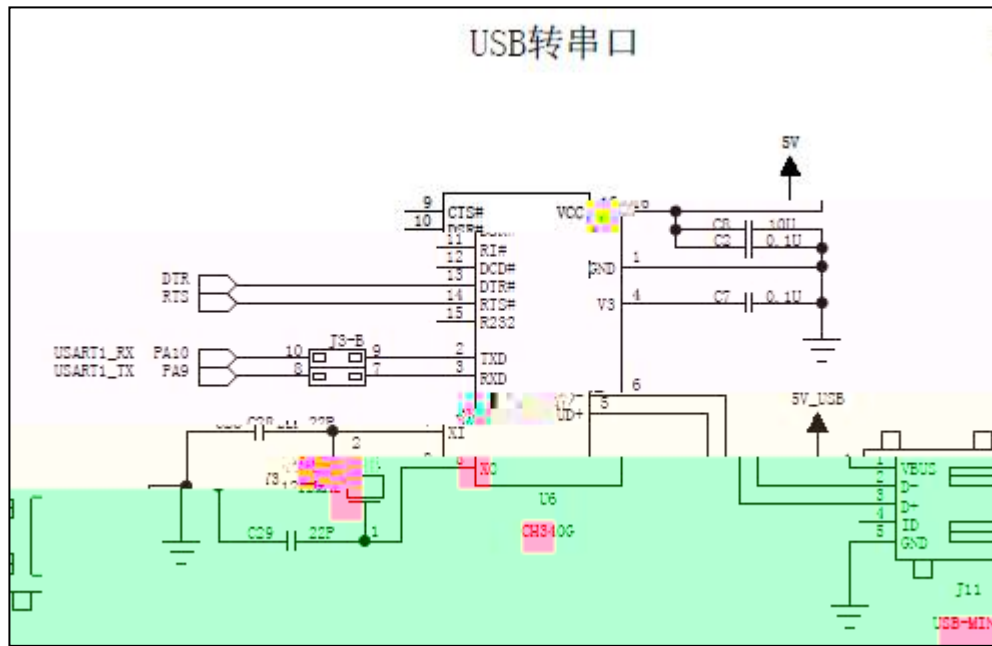 USB转串口
5V
9 CTS# VCC
10
C8 10U
11 RI# C2 0.1U
12 DCD# GND 1
DTR 13 DTR#
RTS 14 RTS# V3 4 C7 0.1U
15 R232
J3-B
USART1_RX PA10 10 9 2 TXD
USART1_TX PA9 8 7 3 RXD
6
UD+ 5 5V_USB
XI
2
XO 1 VBUS
2 D-
U6 3 D+
4 ID
C29 22P 1 CH340G 5 GND
J11
USB-MIN